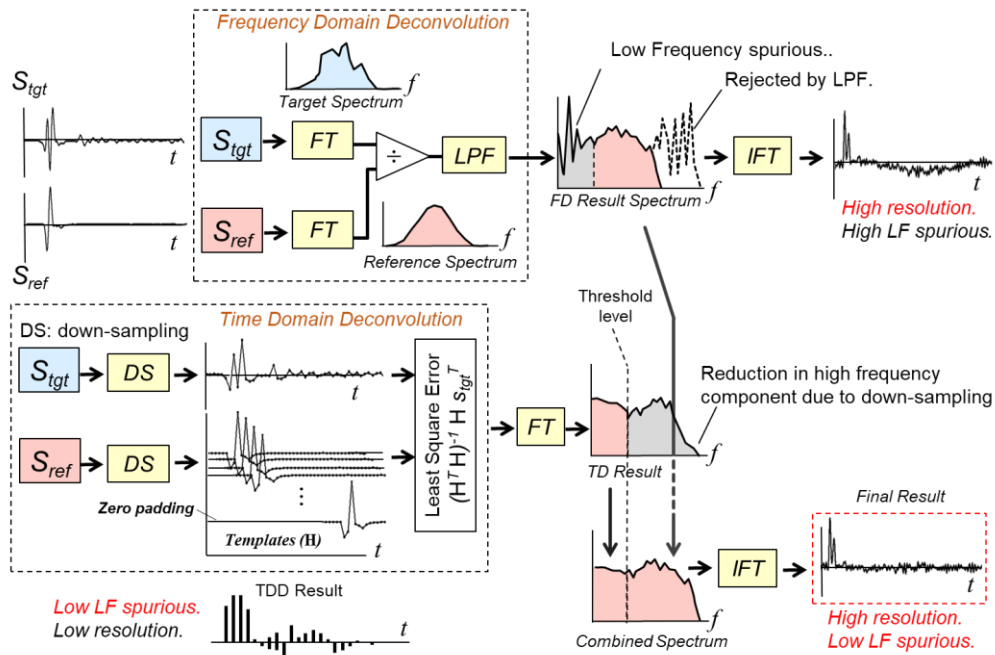 Frequency Domain Deconvolution
Low Frequency spurious..
Rejected by LPF.
S_tgt
t
f
Target Spectrum
S_tgt
FT
÷
LPF
f
FD Result Spectrum
IFT
t
High resolution.
High LF spurious.
t
S_ref
S_ref
FT
f
Reference Spectrum
Time Domain Deconvolution
DS: down-sampling
S_tgt
DS
t
S_ref
DS
Zero padding
Templates (H)
t
Least Square Error
(H^T H)^-1 H s_tgt^T
FT
Threshold
level
Reduction in high frequency
component due to down-sampling
f
TD Result
Final Result
IFT
t
f
Combined Spectrum
High resolution.
Low LF spurious.
TDD Result
Low LF spurious.
Low resolution.
t